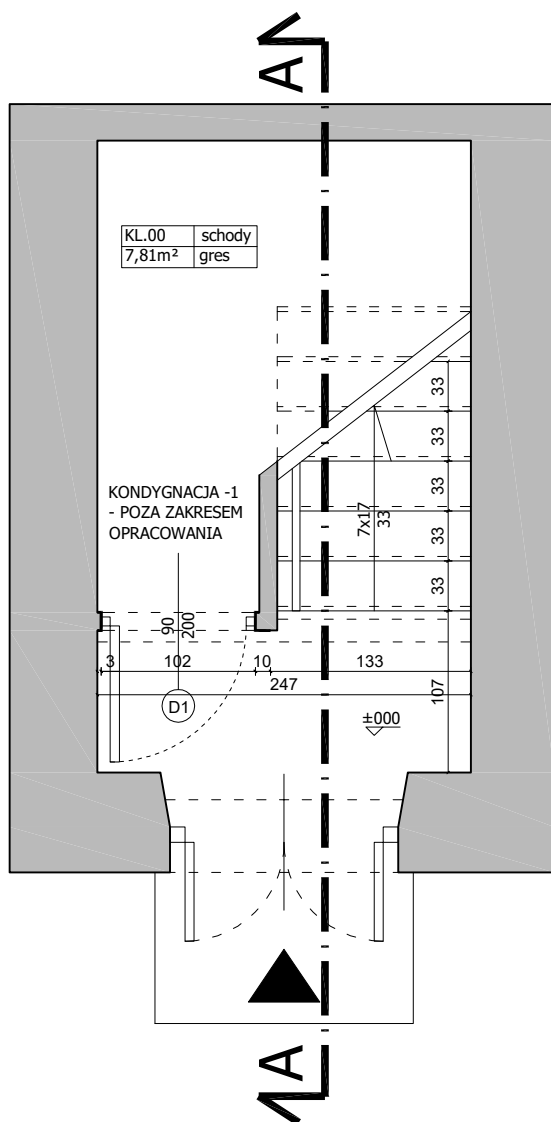 A
KL.00 schody
7,81m² gres
33
33
33
33
33
KONDYGNACJA -1
- POZA ZAKRESEM
OPRACOWANIA
7x17
33
90
200
3 102 10 133
247
107
D1
±000
A